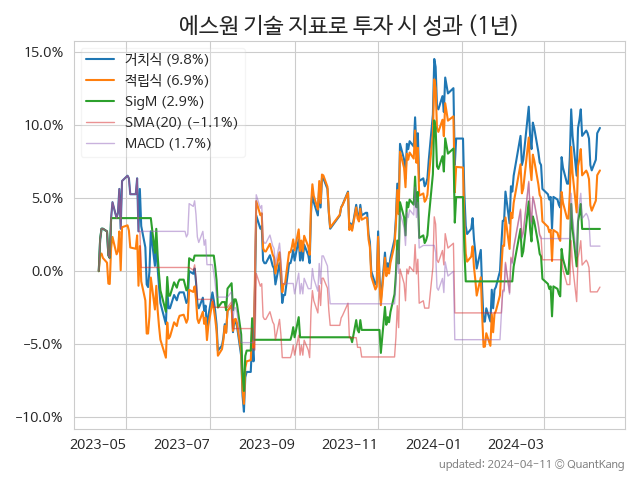 에스원 기술 지표로 투자 시 성과 (1년)
15.0%
10.0%
5.0%
0.0%
−5.0%
−10.0%
거치식 (9.8%)
적립식 (6.9%)
SigM (2.9%)
SMA(20) (−1.1%)
MACD (1.7%)
2023-05 2023-07 2023-09 2023-11 2024-01 2024-03
updated: 2024-04-11 © QuantKang